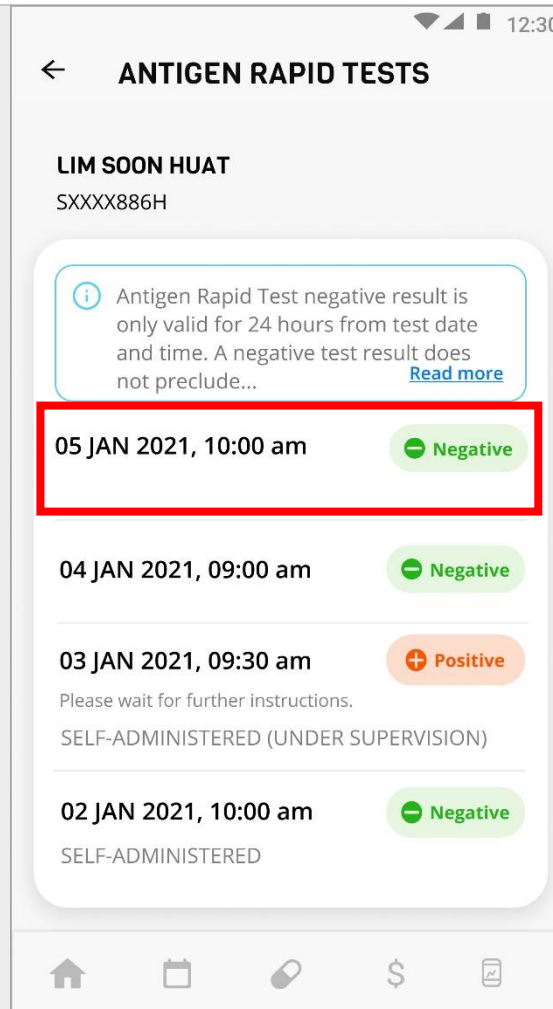 12:30
ANTIGEN RAPID TESTS
LIM SOON HUAT
SXXXX886H
Antigen Rapid Test negative result is
only valid for 24 hours from test date
and time. A negative test result does
not preclude... Read more
05 JAN 2021, 10:00 am Negative
04 JAN 2021, 09:00 am Negative
03 JAN 2021, 09:30 am Positive
Please wait for further instructions.
SELF-ADMINISTERED (UNDER SUPERVISION)
02 JAN 2021, 10:00 am Negative
SELF-ADMINISTERED